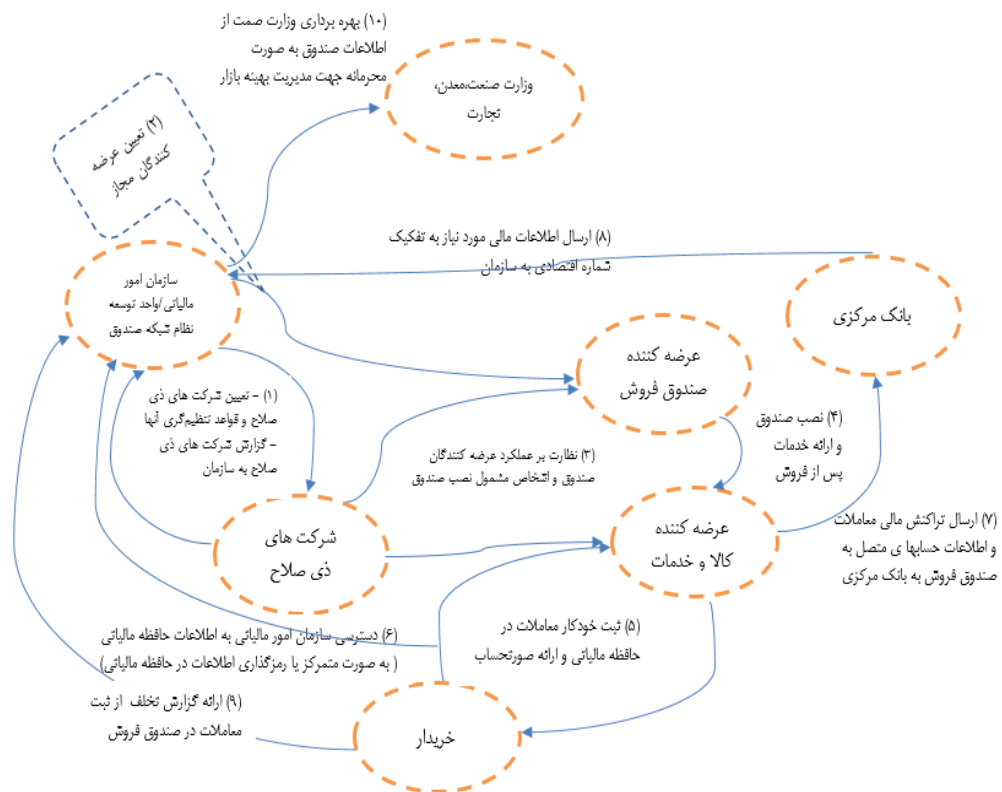 (۱۰) بهره برداری وزارت صمت از
اطلاعات صندوق به صورت
محرمانه جهت مدیریت بهینه بازار
وزارت صنعت،معدن،
تجارت
(۲) تعیین عرضه
کنندگان مجاز
(۸) ارسال اطلاعات مالی مورد نیاز به تفکیک
شماره اقتصادی به سازمان
سازمان امور
مالیاتی/واحد توسعه
نظام شبکه صندوق
بانک مرکزی
عرضه کننده
صندوق فروش
(۱) – تعیین شرکت های ذی
صلاح و قواعد تنظیم‌گری آنها
– گزارش شرکت های ذی
صلاح به سازمان
(۴) نصب صندوق
و ارائه خدمات
پس از فروش
(۳) نظارت بر عملکرد عرضه کنندگان
صندوق و اشخاص مشمول نصب صندوق
شرکت های
ذی صلاح
عرضه کننده
کالا و خدمات
(۷) ارسال تراکنش مالی معاملات
و اطلاعات حسابها ی متصل به
صندوق فروش به بانک مرکزی
(۵) ثبت خودکار معاملات در
حافظه مالیاتی و ارائه صورتحساب
(۶) دسترسی سازمان امور مالیاتی به اطلاعات حافظه مالیاتی
( به صورت متمرکز یا رمزگذاری اطلاعات در حافظه مالیاتی)
(۹) ارائه گزارش تخلف از ثبت
معاملات در صندوق فروش
خریدار